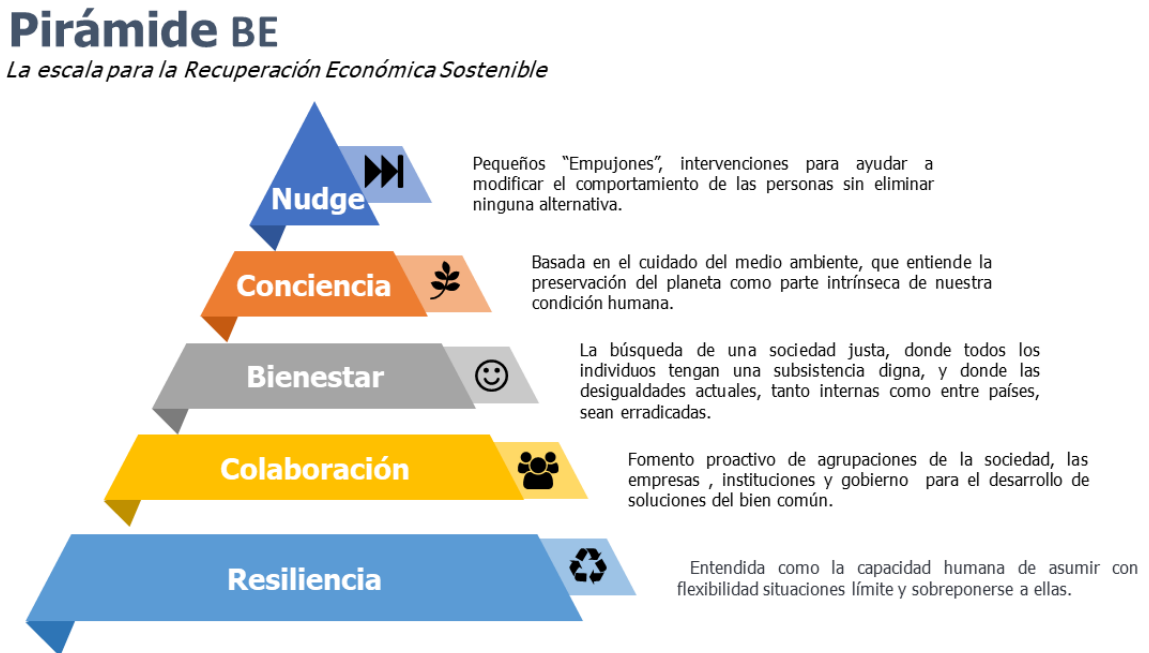 Pirámide BE
La escala para la Recuperación Económica Sostenible
Nudge
Pequeños “Empujones”, intervenciones para ayudar a
modificar el comportamiento de las personas sin eliminar
ninguna alternativa.
Conciencia
Basada en el cuidado del medio ambiente, que entiende la
preservación del planeta como parte intrínseca de nuestra
condición humana.
Bienestar
La búsqueda de una sociedad justa, donde todos los
individuos tengan una subsistencia digna, y donde las
desigualdades actuales, tanto internas como entre países,
sean erradicadas.
Colaboración
Fomento proactivo de agrupaciones de la sociedad, las
empresas , instituciones y gobierno para el desarrollo de
soluciones del bien común.
Resiliencia
Entendida como la capacidad humana de asumir con
flexibilidad situaciones límite y sobreponerse a ellas.